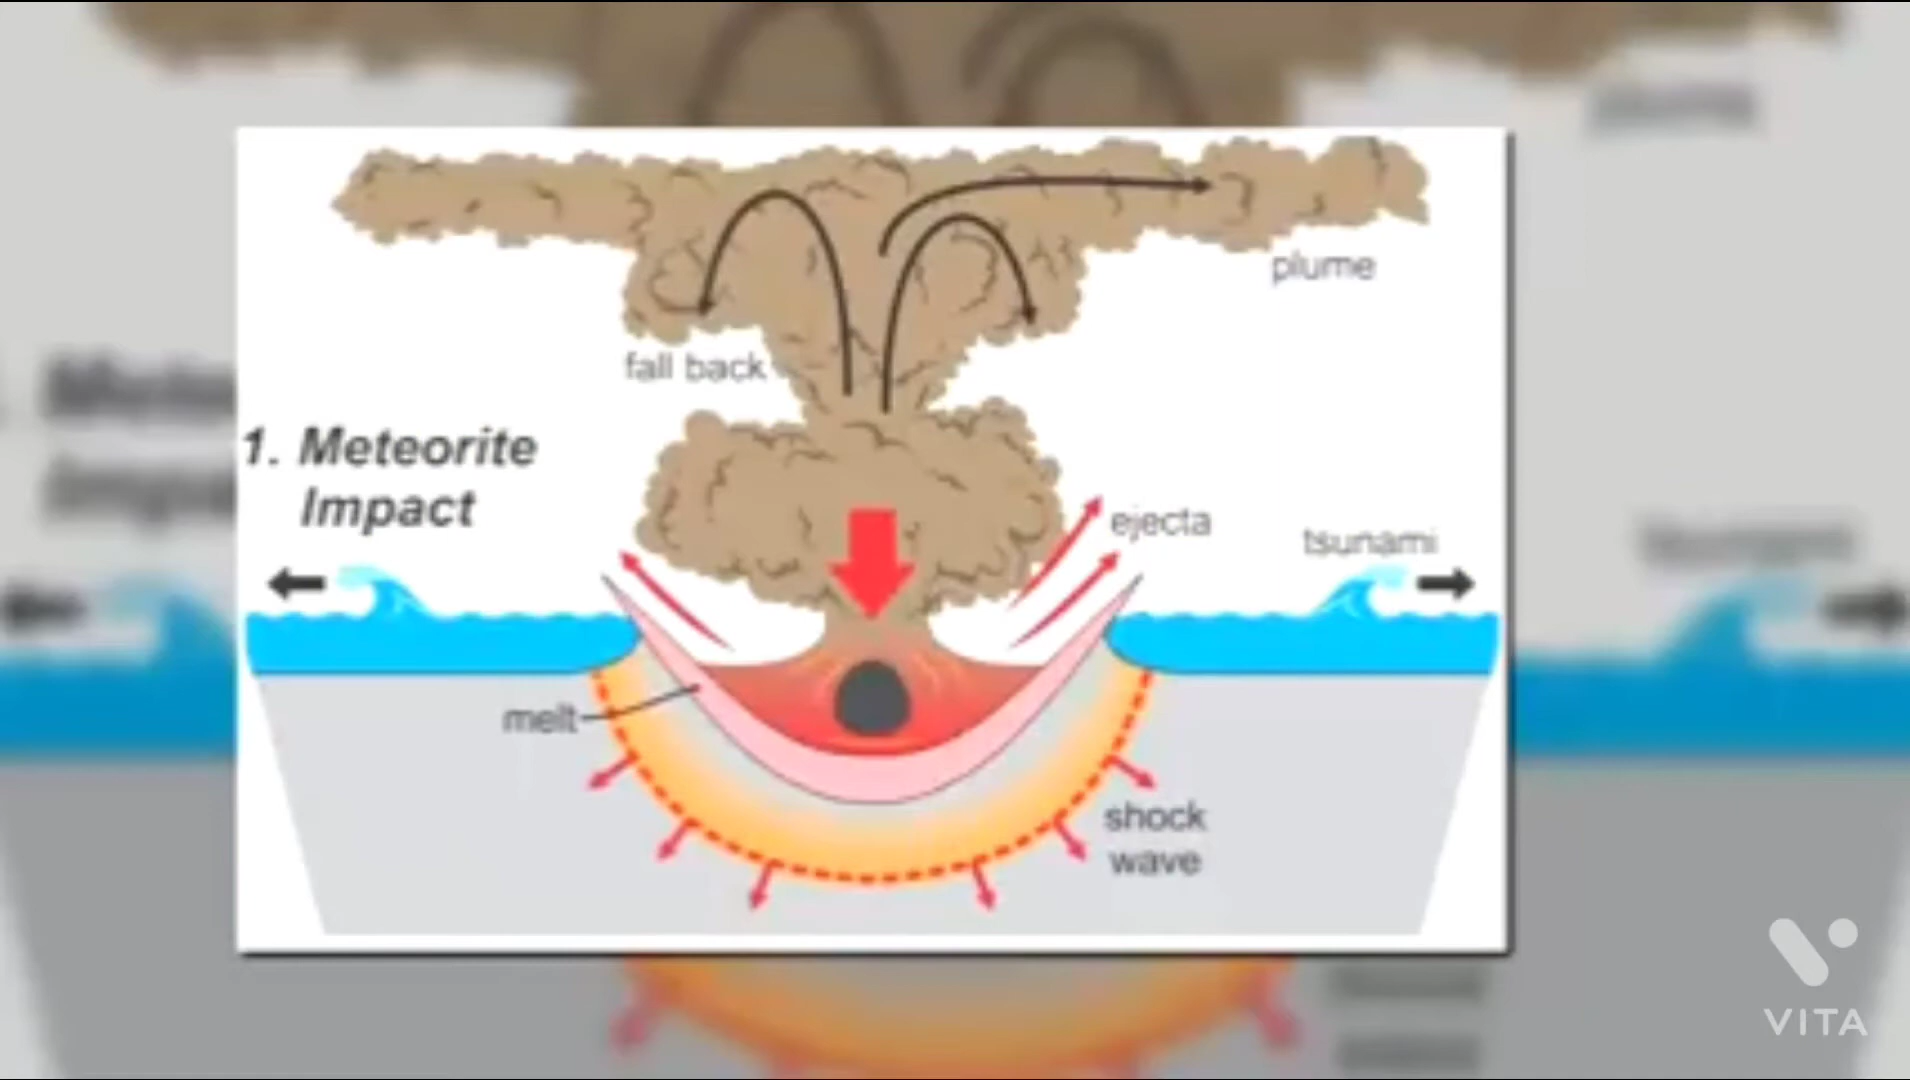 plume
fall back
1. Meteorite
Impact
ejecta
tsunami
melt
shock
wave
VITA